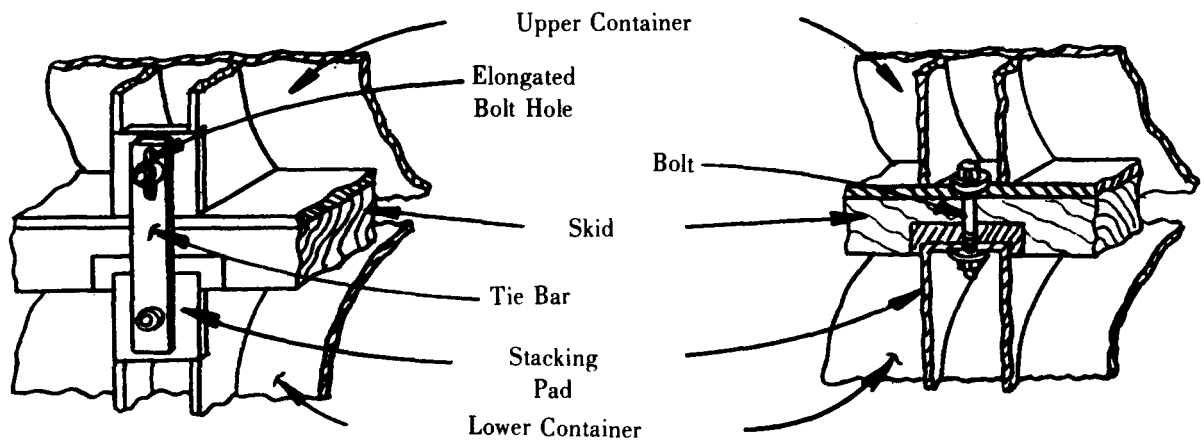 Upper Container
Elongated
Bolt Hole
Bolt
Skid
Tie Bar
Stacking
Pad
Lower Container